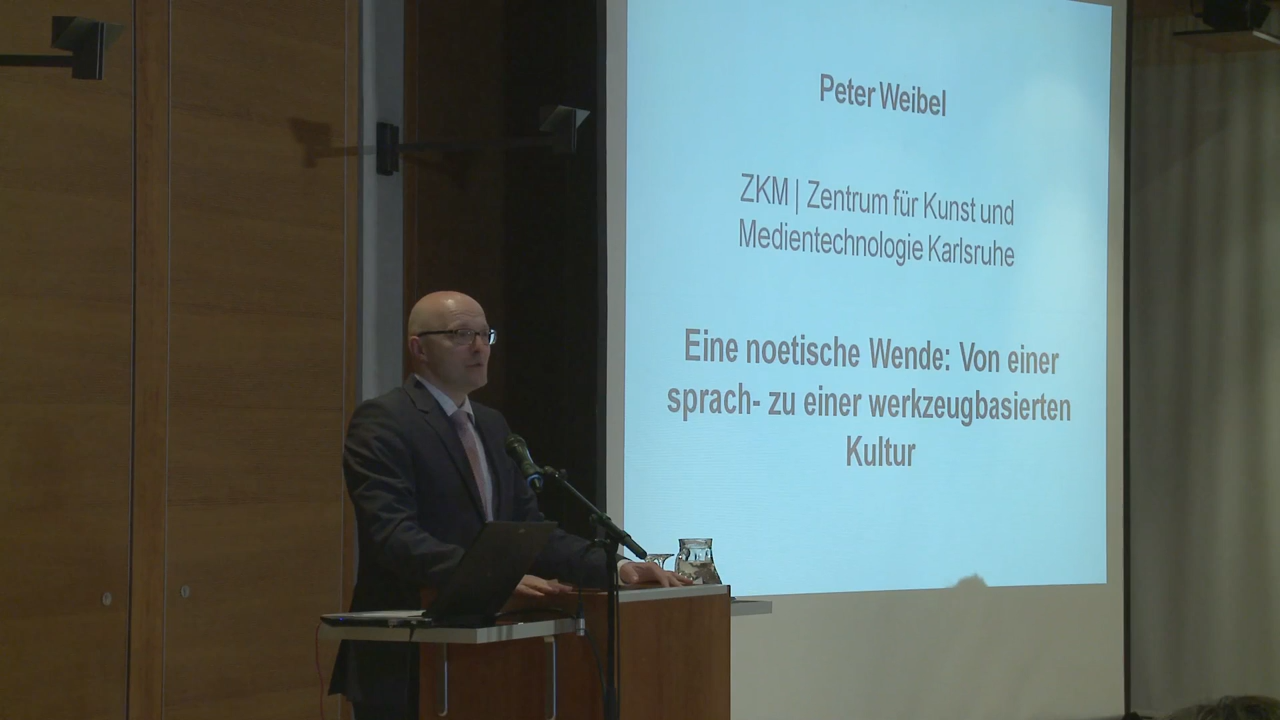 Peter Weibel
ZKM | Zentrum für Kunst und
Medientechnologie Karlsruhe
Eine noetische Wende: Von einer
sprach- zu einer werkzeugbasierten
Kultur